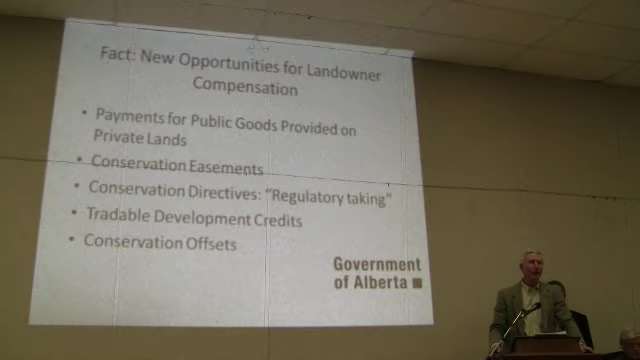 Fact: New Opportunities for Landowner
Compensation
• Payments for Public Goods Provided on
Private Lands
• Conservation Easements
• Conservation Directives: "Regulatory taking"
• Tradable Development Credits
• Conservation Offsets
Government
of Alberta